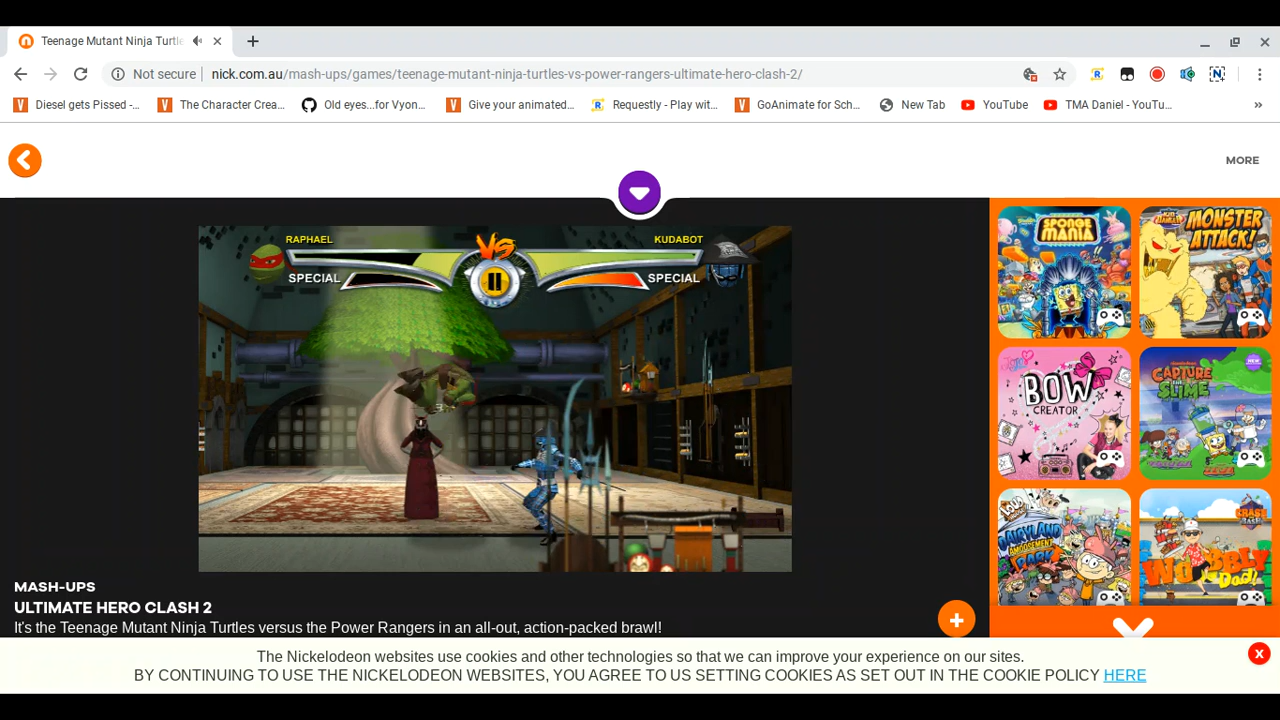 Teenage Mutant Ninja Turtle
Not secure
nick.com.au/mash-ups/games/teenage-mutant-ninja-turtles-vs-power-rangers-ultimate-hero-clash-2/
Diesel gets Pissed -...
The Character Crea...
Old eyes...for Vyon...
Give your animated...
Requestly - Play wit...
GoAnimate for Sch...
New Tab
YouTube
TMA Daniel - YouTu...
»
MORE
RAPHAEL
VS
KUDABOT
SPECIAL
SPECIAL
SPONGE
MANIA
MONSTER
ATTACK!
BOW
CREATOR
CAPTURE
THE
SLIME
LOUD
DAIRYLAND
AMUSEMENT
PARK
WOBBLY
Dad!
MASH-UPS
ULTIMATE HERO CLASH 2
It's the Teenage Mutant Ninja Turtles versus the Power Rangers in an all-out, action-packed brawl!
The Nickelodeon websites use cookies and other technologies so that we can improve your experience on our sites.
BY CONTINUING TO USE THE NICKELODEON WEBSITES, YOU AGREE TO US SETTING COOKIES AS SET OUT IN THE COOKIE POLICY HERE